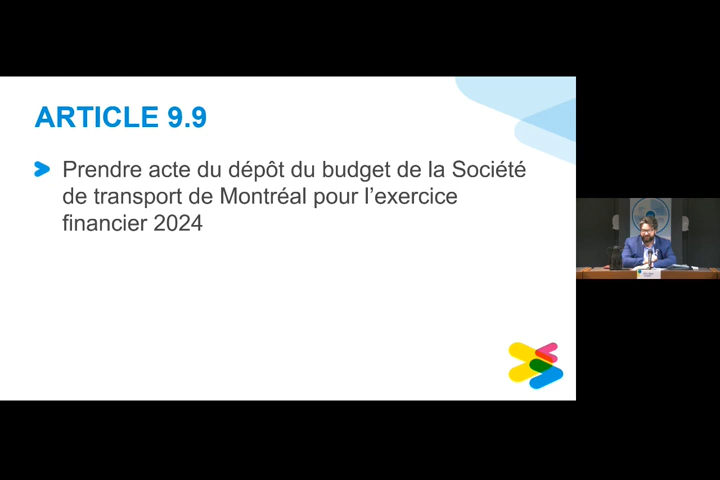 ARTICLE 9.9
Prendre acte du dépôt du budget de la Société
de transport de Montréal pour l’exercice
financier 2024